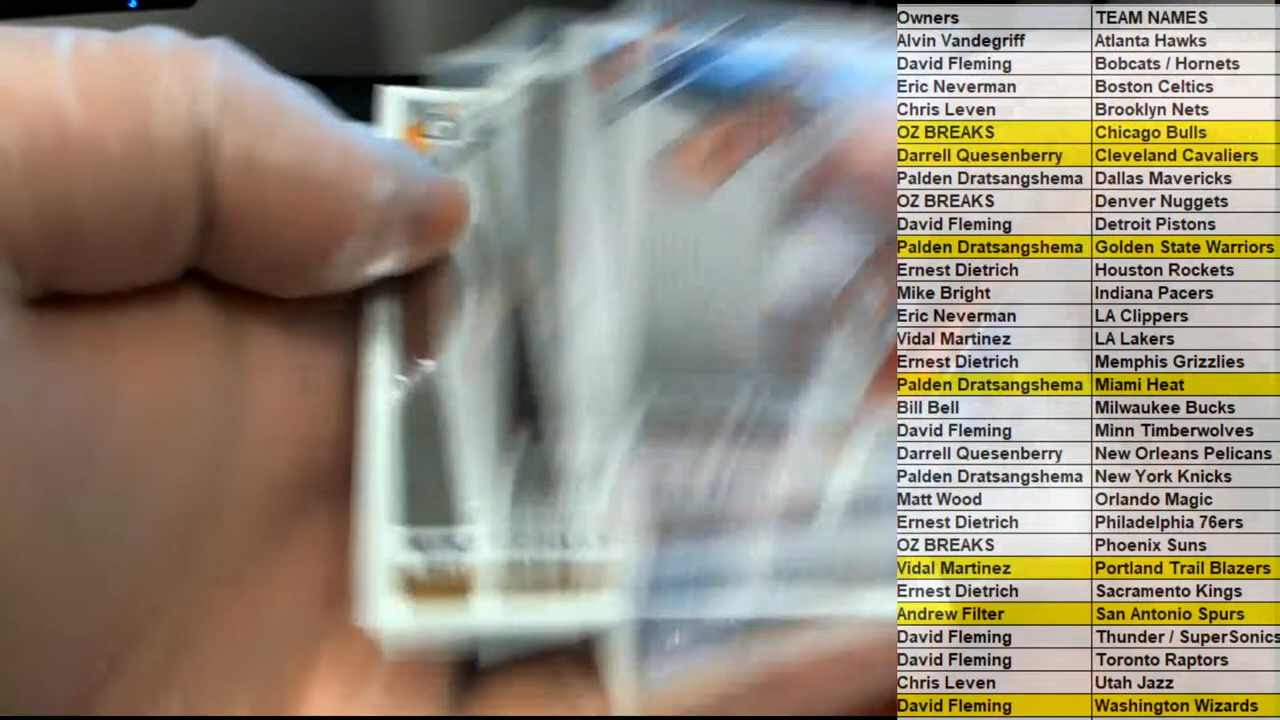 Owners TEAM NAMES
Alvin Vandegriff Atlanta Hawks
David Fleming Bobcats / Hornets
Eric Neverman Boston Celtics
Chris Leven Brooklyn Nets
OZ BREAKS Chicago Bulls
Darrell Quesenberry Cleveland Cavaliers
Palden Dratsangshema Dallas Mavericks
OZ BREAKS Denver Nuggets
David Fleming Detroit Pistons
Palden Dratsangshema Golden State Warriors
Ernest Dietrich Houston Rockets
Mike Bright Indiana Pacers
Eric Neverman LA Clippers
Vidal Martinez LA Lakers
Ernest Dietrich Memphis Grizzlies
Palden Dratsangshema Miami Heat
Bill Bell Milwaukee Bucks
David Fleming Minn Timberwolves
Darrell Quesenberry New Orleans Pelicans
Palden Dratsangshema New York Knicks
Matt Wood Orlando Magic
Ernest Dietrich Philadelphia 76ers
OZ BREAKS Phoenix Suns
Vidal Martinez Portland Trail Blazers
Ernest Dietrich Sacramento Kings
Andrew Filter San Antonio Spurs
David Fleming Thunder / SuperSonics
David Fleming Toronto Raptors
Chris Leven Utah Jazz
David Fleming Washington Wizards